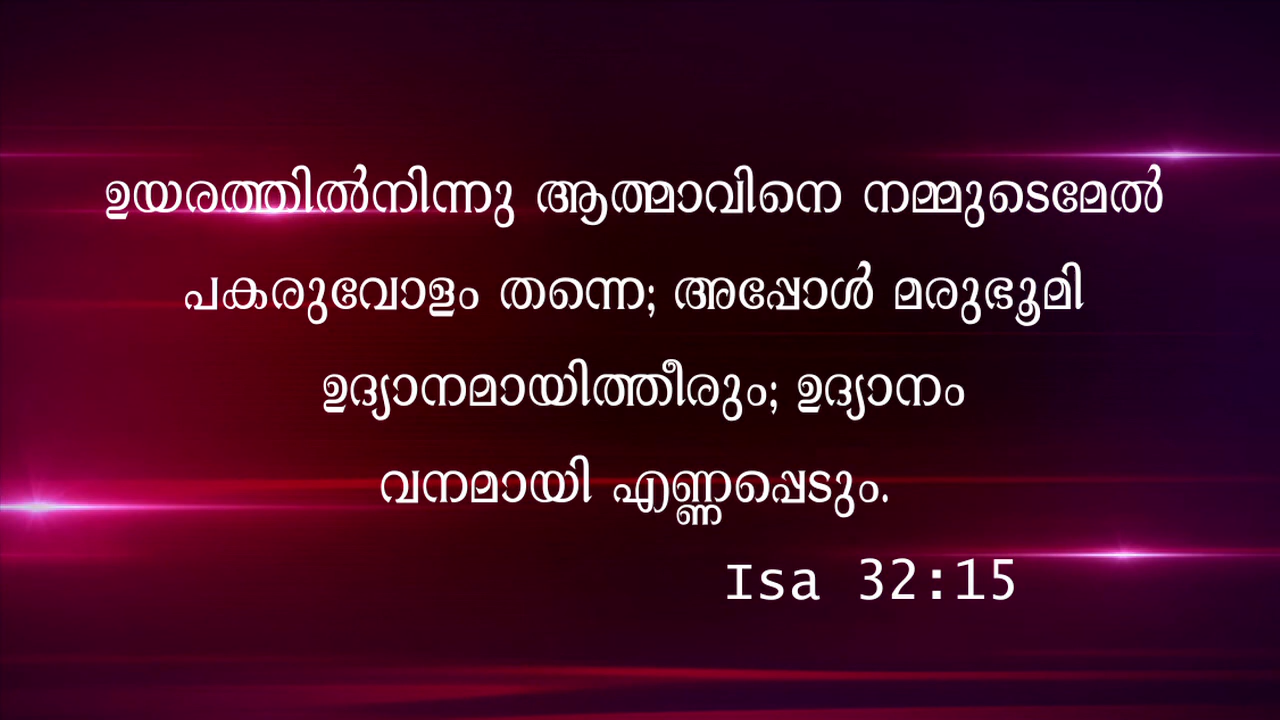 ഉയരത്തിൽനിന്നു ആത്മാവിനെ നമ്മുടെമേൽ
പകരുവോളം തന്നെ; അപ്പോൾ മരുഭൂമി
ഉദ്യാനമായിത്തീരും; ഉദ്യാനം
വനമായി എണ്ണപ്പെടും.
Isa 32:15